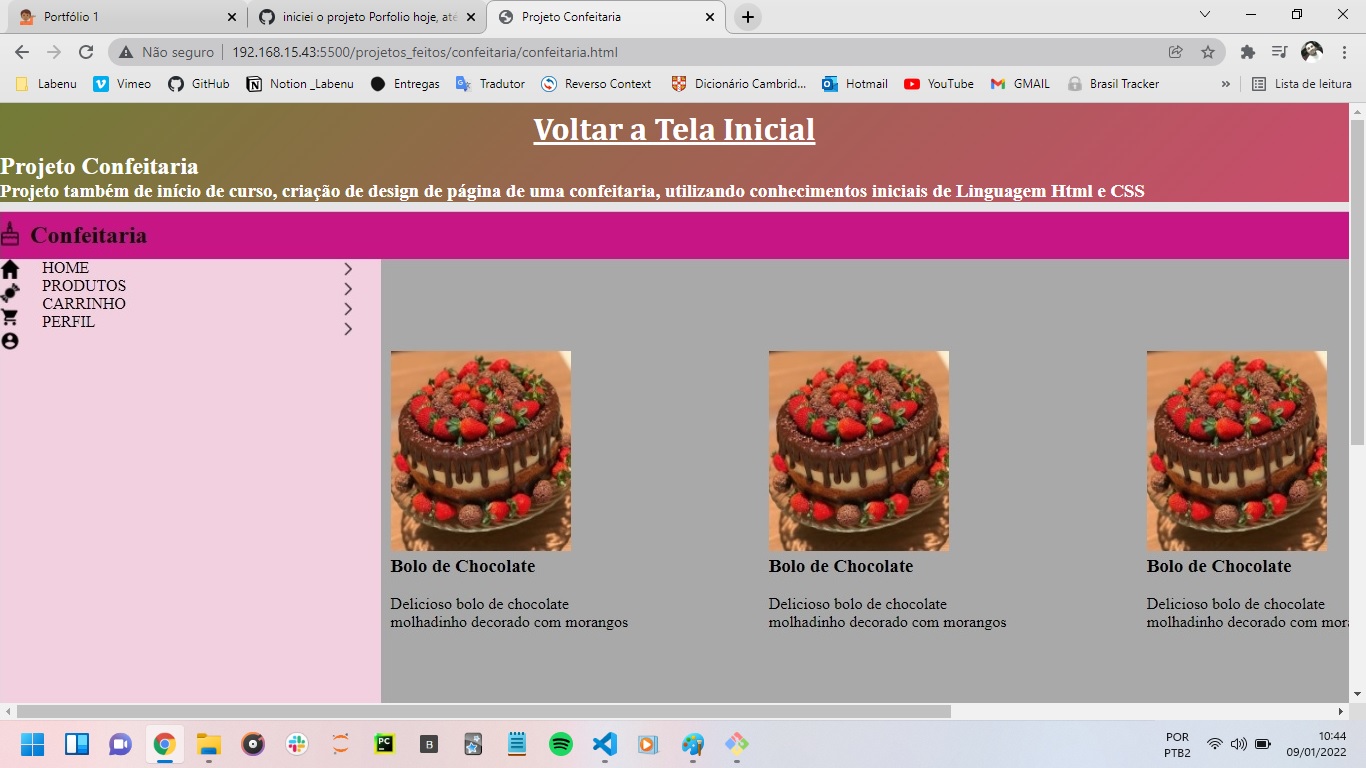 Portfólio 1
iniciei o projeto Porfolio hoje, até
Projeto Confeitaria
Não seguro
192.168.15.43:5500/projetos_feitos/confeitaria/confeitaria.html
Labenu
Vimeo
GitHub
Notion _Labenu
Entregas
Tradutor
Reverso Context
Dicionário Cambrid...
Hotmail
YouTube
GMAIL
Brasil Tracker
»
Lista de leitura
Voltar a Tela Inicial
Projeto Confeitaria
Projeto também de início de curso, criação de design de página de uma confeitaria, utilizando conhecimentos iniciais de Linguagem Html e CSS
Confeitaria
HOME
PRODUTOS
CARRINHO
PERFIL
Bolo de Chocolate
Delicioso bolo de chocolate
molhadinho decorado com morangos
Bolo de Chocolate
Delicioso bolo de chocolate
molhadinho decorado com morangos
Bolo de Chocolate
Delicioso bolo de chocolate
molhadinho decorado com mor
PC
B
POR
PTB2
10:44
09/01/2022